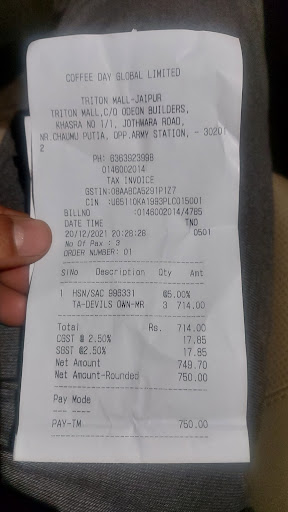 COFFEE DAY GLOBAL LIMITED
TRITON MALL-JAIPUR
TRITON MALL,C/O ODEON BUILDERS,
KHASRA NO 1/1, JOTHWARA ROAD,
NR.CHAUMU PUTIA, OPP.ARMY STATION, - 30201
2
PH: 6363923998
0146002014
TAX INVOICE
GSTIN:08AABCA5291P1Z7
CIN :U85110KA1993PLC015001
BILLNO :0146002014/4785
DATE TIME TNO
20/12/2021 20:28:28 0501
No Of Pax : 3
ORDER NUMBER: 01
SlNo Description Qty Amt
1 HSN/SAC 996331 @5.00%
TA-DEVILS OWN-MR 3 714.00
Total Rs. 714.00
CGST @ 2.50% 17.85
SGST @2.50% 17.85
Net Amount 749.70
Net Amount-Rounded 750.00
Pay Mode
--- ----
PAY-TM 750.00